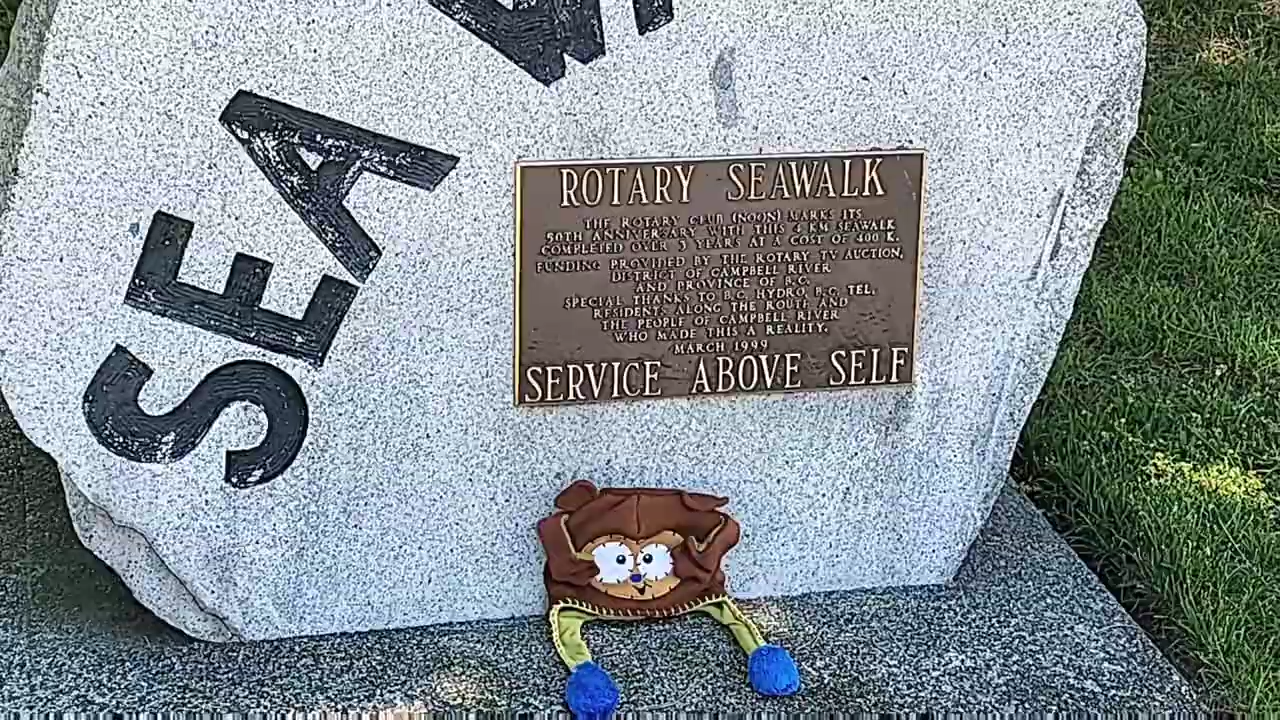 SEA
ROTARY SEAWALK
THE ROTARY CLUB (NOON) MARKS ITS
50TH ANNIVERSARY WITH THIS 4 KM SEAWALK
COMPLETED OVER 3 YEARS AT A COST OF 400 K.
FUNDING PROVIDED BY THE ROTARY TV AUCTION,
DISTRICT OF CAMPBELL RIVER
AND PROVINCE OF B.C.
SPECIAL THANKS TO B.C. HYDRO, B.C. TEL,
RESIDENTS ALONG THE ROUTE AND
THE PEOPLE OF CAMPBELL RIVER
WHO MADE THIS A REALITY.
MARCH 1999
SERVICE ABOVE SELF